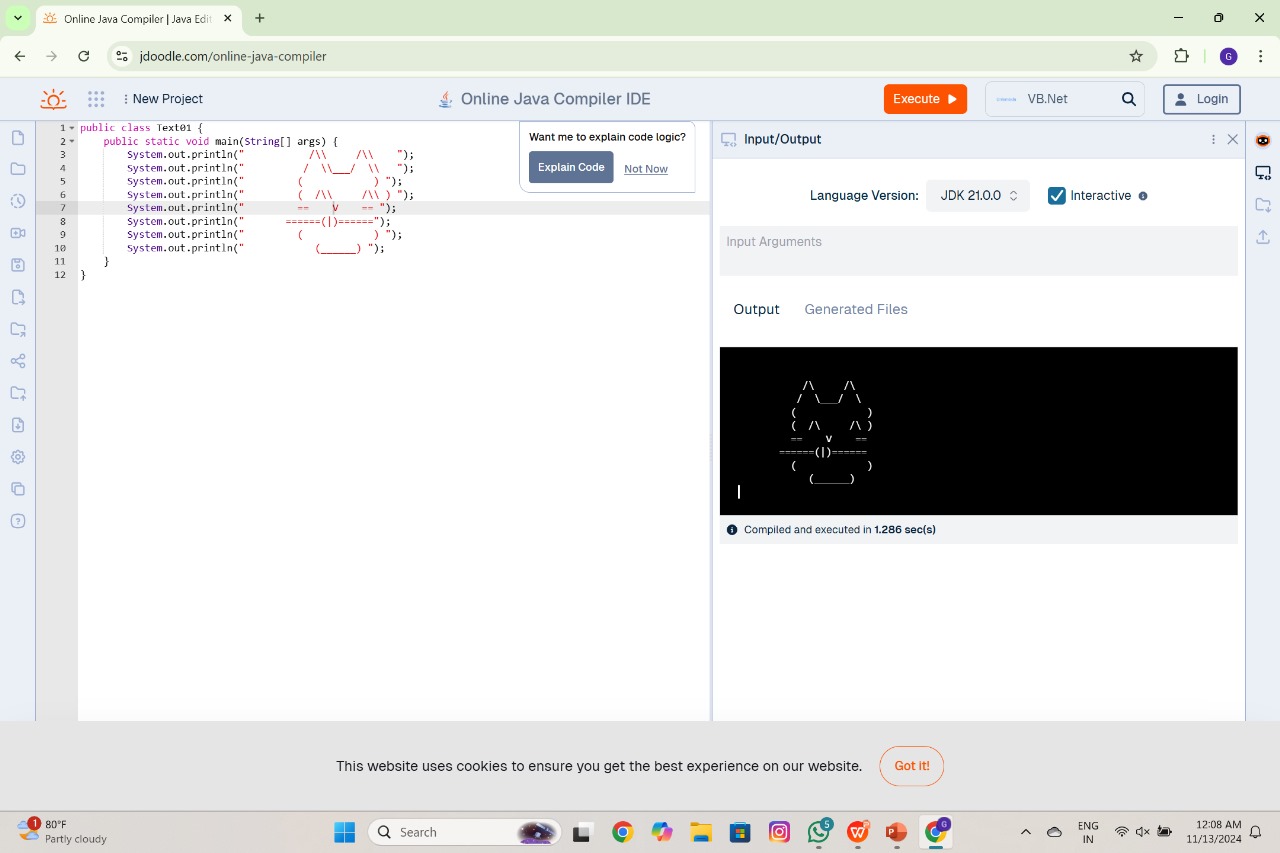 Online Java Compiler | Java Edi
jdoodle.com/online-java-compiler
G
New Project
Online Java Compiler IDE
Execute
VB.Net
Login
1 public class Text01 {
2     public static void main(String[] args) {
3         System.out.println("           /\\     /\\    ");
4         System.out.println("          /  \\___/  \\   ");
5         System.out.println("         (            ) ");
6         System.out.println("         (  /\\     /\\ ) ");
7         System.out.println("         ==    V    == ");
8         System.out.println("       ======(|)======");
9         System.out.println("         (            ) ");
10         System.out.println("            (______) ");
11     }
12 }
Want me to explain code logic?
Explain Code
Not Now
Input/Output
Language Version:
JDK 21.0.0
Interactive
Input Arguments
Output
Generated Files
    /\     /\
   /  \___/  \
  (            )
  (  /\     /\ )
  ==    v    ==
======(|)======
  (            )
     (______)
Compiled and executed in 1.286 sec(s)
This website uses cookies to ensure you get the best experience on our website.
Got it!
1
80°F
Partly cloudy
Search
5
G
ENG
IN
12:08 AM
11/13/2024